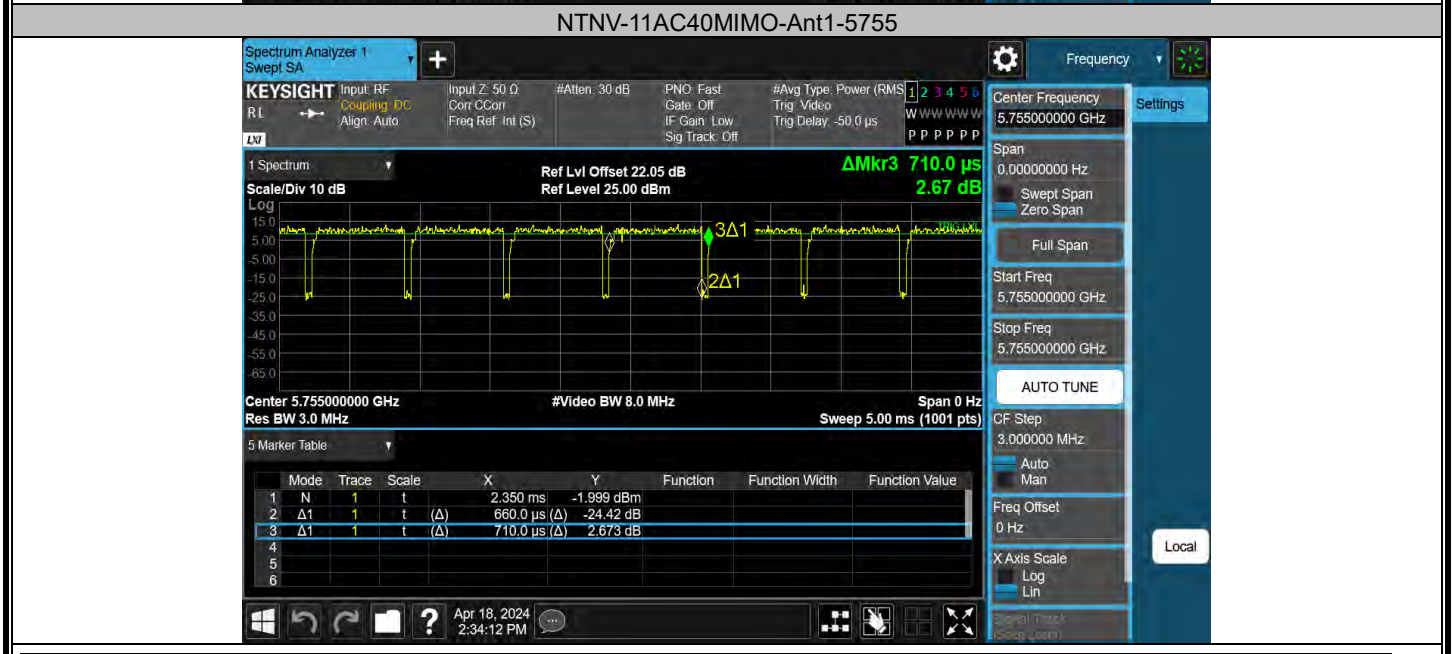 NTNV-11AC40MIMO-Ant1-5755
Spectrum Analyzer 1
Swept SA
Frequency
KEYSIGHT
RL
LXI
Input: RF
Coupling: DC
Align: Auto
Input Z: 50 Ω
Corr CCorr
Freq Ref: Int (S)
#Atten: 30 dB
PNO: Fast
Gate: Off
IF Gain: Low
Sig Track: Off
#Avg Type: Power (RMS
Trig: Video
Trig Delay: -50.0 µs
1 2 3 4 5 6
W W W W W W
P P P P P P
1 Spectrum
Scale/Div 10 dB
Ref Lvl Offset 22.05 dB
Ref Level 25.00 dBm
ΔMkr3 710.0 µs
2.67 dB
Log
15.0
5.00
-5.00
-15.0
-25.0
-35.0
-45.0
-55.0
-65.0
3Δ1
2Δ1
TRIG LVL
Center 5.755000000 GHz
#Video BW 8.0 MHz
Span 0 Hz
Res BW 3.0 MHz
Sweep 5.00 ms (1001 pts)
5 Marker Table
Mode Trace Scale X Y Function Function Width Function Value
1 N 1 t 2.350 ms -1.999 dBm
2 Δ1 1 t (Δ) 660.0 µs (Δ) -24.42 dB
3 Δ1 1 t (Δ) 710.0 µs (Δ) 2.673 dB
4
5
6
Apr 18, 2024
2:34:12 PM
Center Frequency
5.755000000 GHz
Settings
Span
0.00000000 Hz
Swept Span
Zero Span
Full Span
Start Freq
5.755000000 GHz
Stop Freq
5.755000000 GHz
AUTO TUNE
CF Step
3.000000 MHz
Auto
Man
Freq Offset
0 Hz
X Axis Scale
Log
Lin
Local
Signal Track
(Span Zoom)